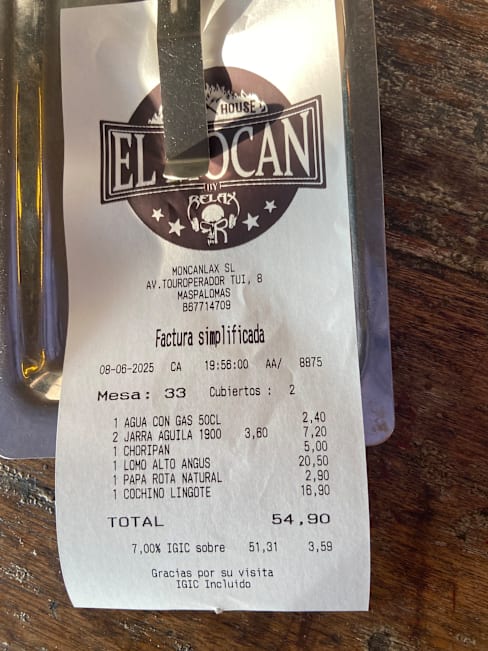 HOUSE
EL
CAN
BY
RELAX
MONCANLAX SL
AV.TOUROPERADOR TUI, 8
MASPALOMAS
B67714709
Factura simplificada
08-06-2025 CA 19:56:00 AA/ 8875
Mesa: 33 Cubiertos : 2
1 AGUA CON GAS 50CL 2,40
2 JARRA AGUILA 1900 3,60 7,20
1 CHORIPAN 5,00
1 LOMO ALTO ANGUS 20,50
1 PAPA ROTA NATURAL 2,90
1 COCHINO LINGOTE 16,90
TOTAL 54,90
7,00% IGIC sobre 51,31 3,59
Gracias por su visita
IGIC Incluido